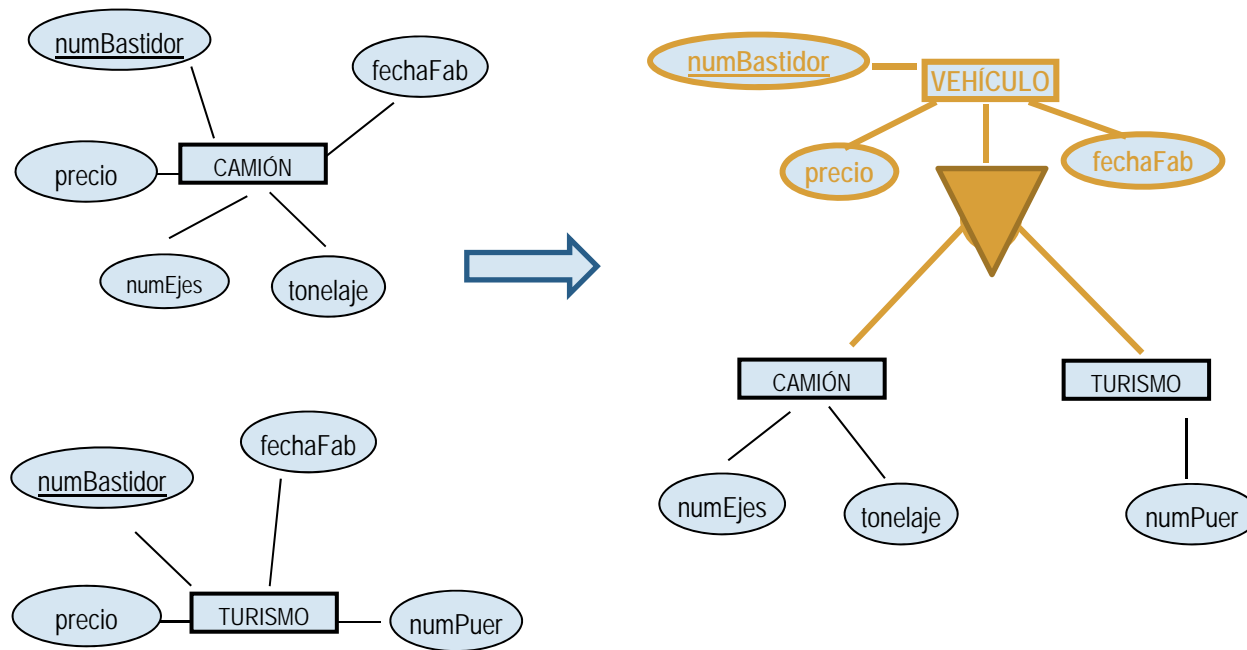 numBastidor
fechaFab
precio
CAMIÓN
numEjes
tonelaje
fechaFab
numBastidor
precio
TURISMO
numPuer
numBastidor
VEHÍCULO
precio
fechaFab
CAMIÓN
TURISMO
numEjes
tonelaje
numPuer